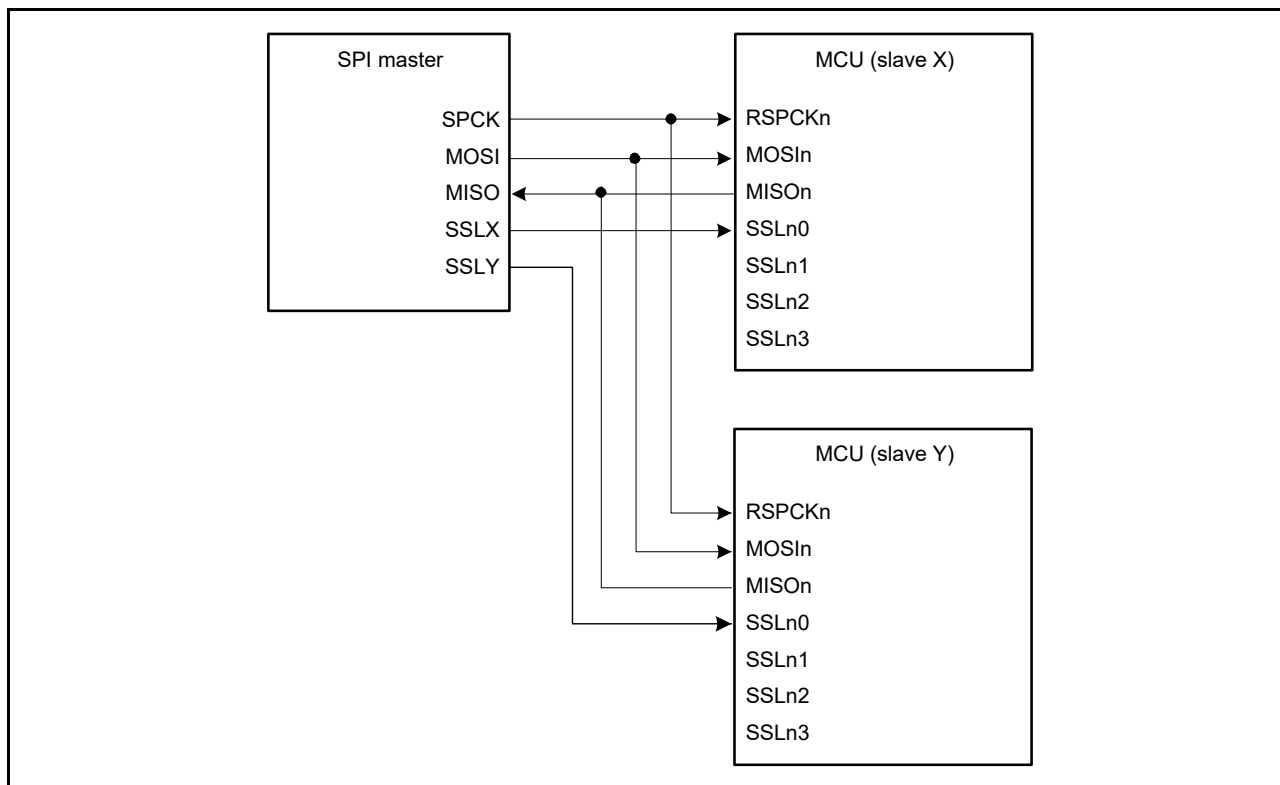 SPI master
SPCK
MOSI
MISO
SSLX
SSLY
MCU (slave X)
RSPCKn
MOSIn
MISOn
SSLn0
SSLn1
SSLn2
SSLn3
MCU (slave Y)
RSPCKn
MOSIn
MISOn
SSLn0
SSLn1
SSLn2
SSLn3